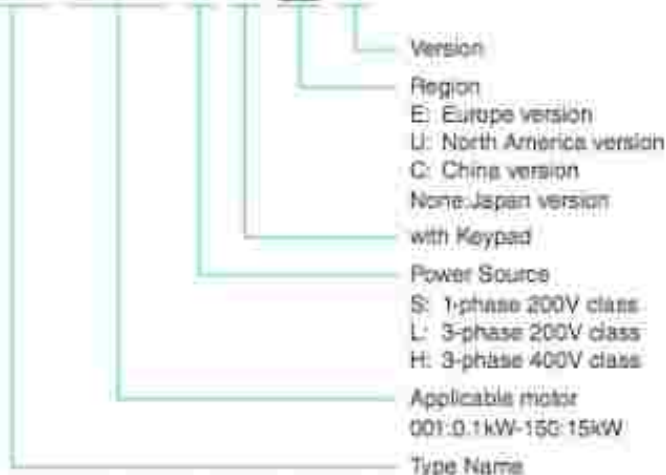 Version
Region
E: Europe version
U: North America version
C: China version
None:Japan version
with Keypad
Power Source
S: 1-phase 200V class
L: 3-phase 200V class
H: 3-phase 400V class
Applicable motor
001:0.1kW-150:15kW
Type Name